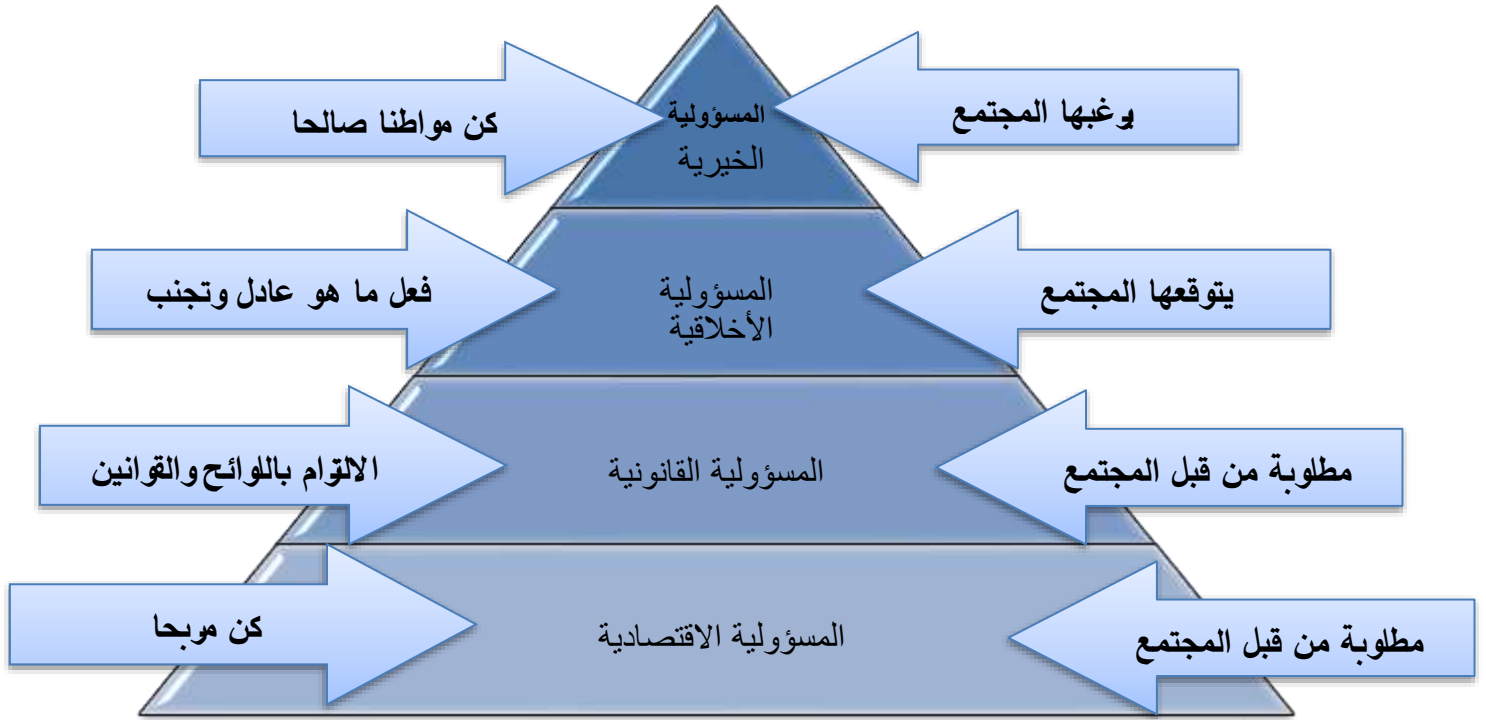 يرغبها المجتمع
المسؤولية
الخيرية
كن مواطنا صالحا
يتوقعها المجتمع
المسؤولية
الأخلاقية
فعل ما هو عادل وتجنب
مطلوبة من قبل المجتمع
المسؤولية القانونية
الالتزام باللوائح والقوانين
مطلوبة من قبل المجتمع
المسؤولية الاقتصادية
كن مربحا